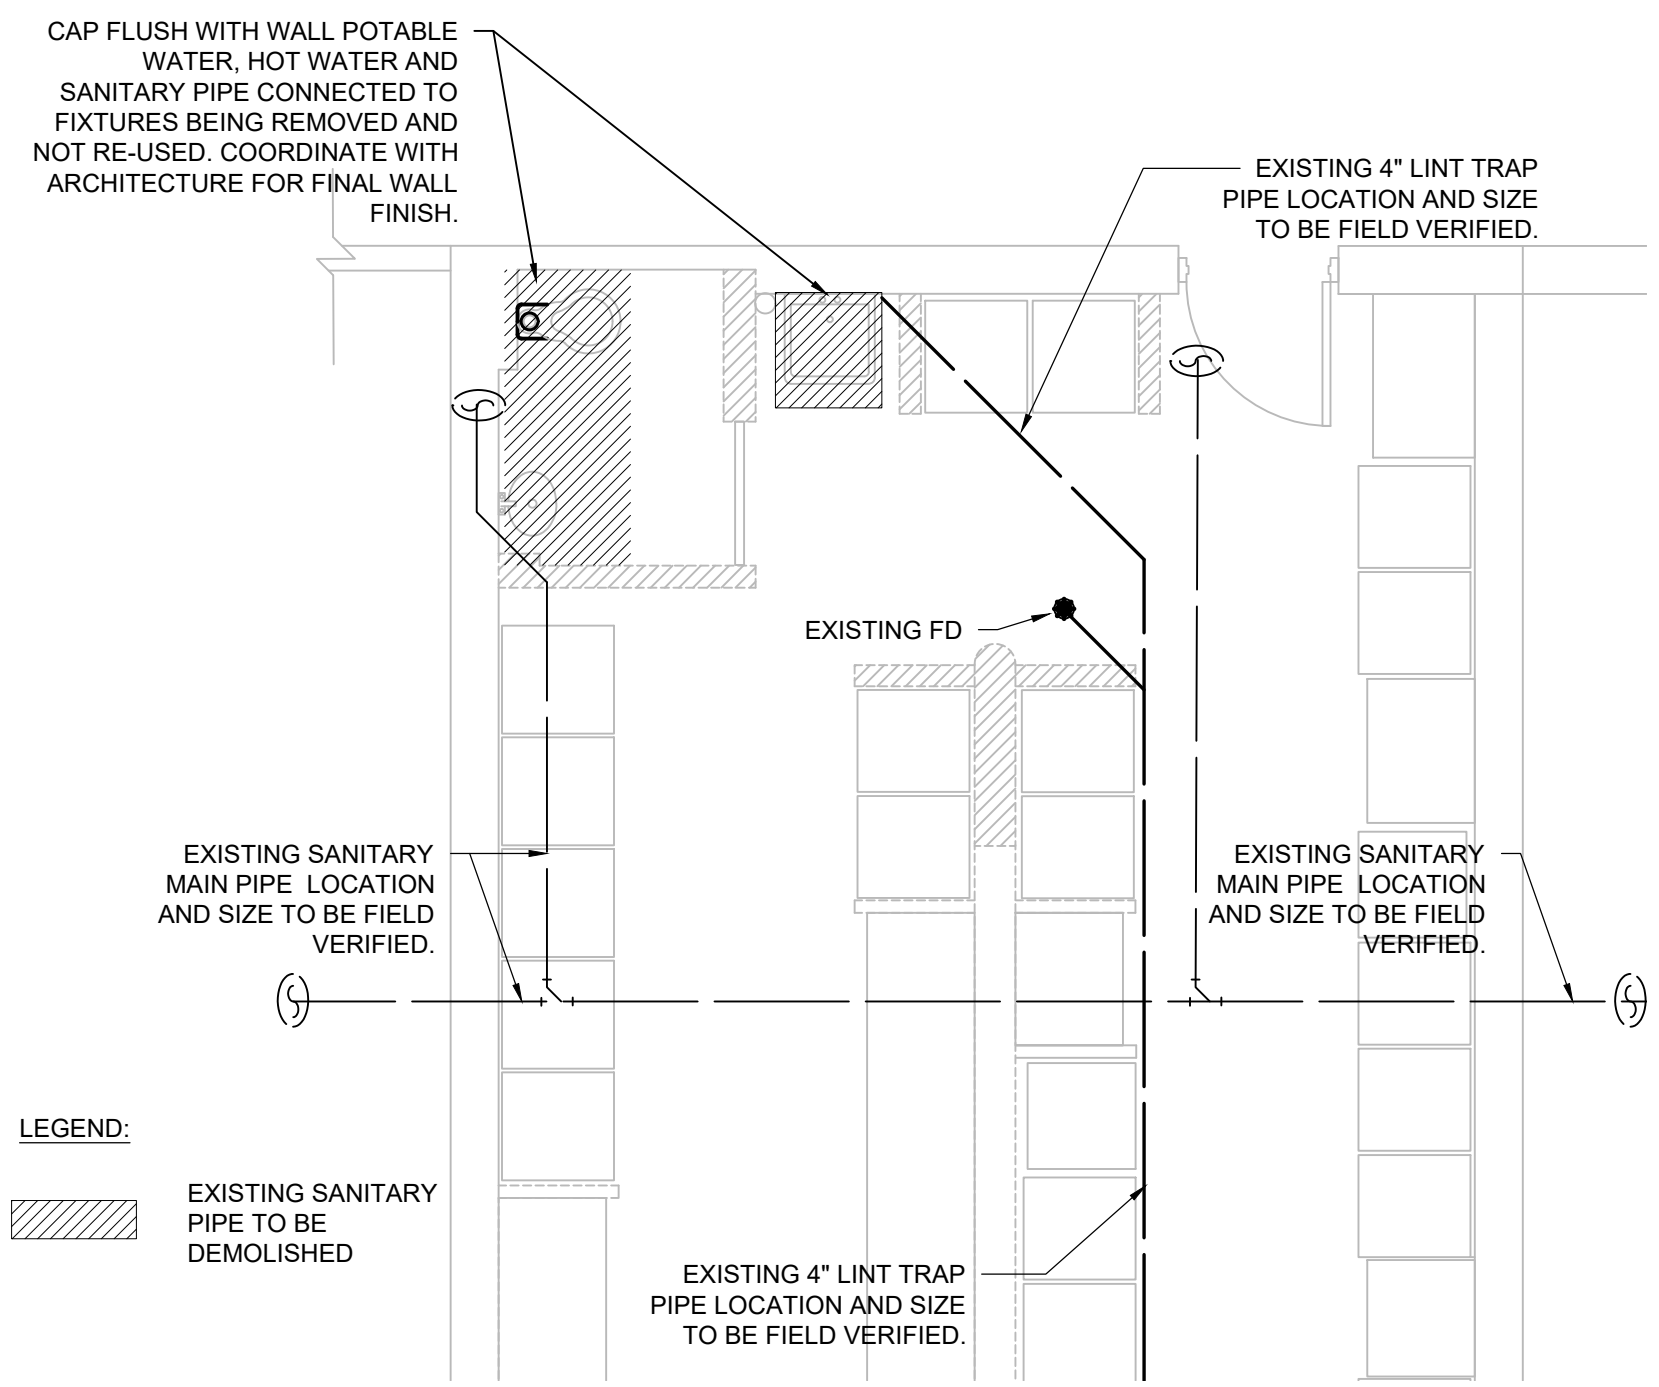 CAP FLUSH WITH WALL POTABLE
WATER, HOT WATER AND
SANITARY PIPE CONNECTED TO
FIXTURES BEING REMOVED AND
NOT RE-USED. COORDINATE WITH
ARCHITECTURE FOR FINAL WALL
FINISH.
EXISTING 4" LINT TRAP
PIPE LOCATION AND SIZE
TO BE FIELD VERIFIED.
EXISTING FD
EXISTING SANITARY
MAIN PIPE LOCATION
AND SIZE TO BE FIELD
VERIFIED.
EXISTING SANITARY
MAIN PIPE LOCATION
AND SIZE TO BE FIELD
VERIFIED.
LEGEND:
EXISTING SANITARY
PIPE TO BE
DEMOLISHED
EXISTING 4" LINT TRAP
PIPE LOCATION AND SIZE
TO BE FIELD VERIFIED.